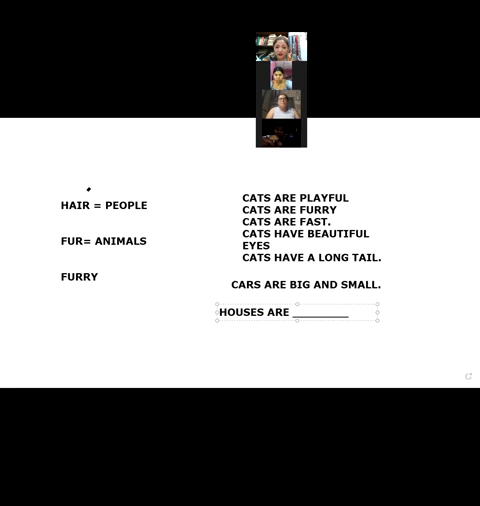 HAIR = PEOPLE
FUR= ANIMALS
FURRY
CATS ARE PLAYFUL
CATS ARE FURRY
CATS ARE FAST.
CATS HAVE BEAUTIFUL
EYES
CATS HAVE A LONG TAIL.
CARS ARE BIG AND SMALL.
HOUSES ARE __________